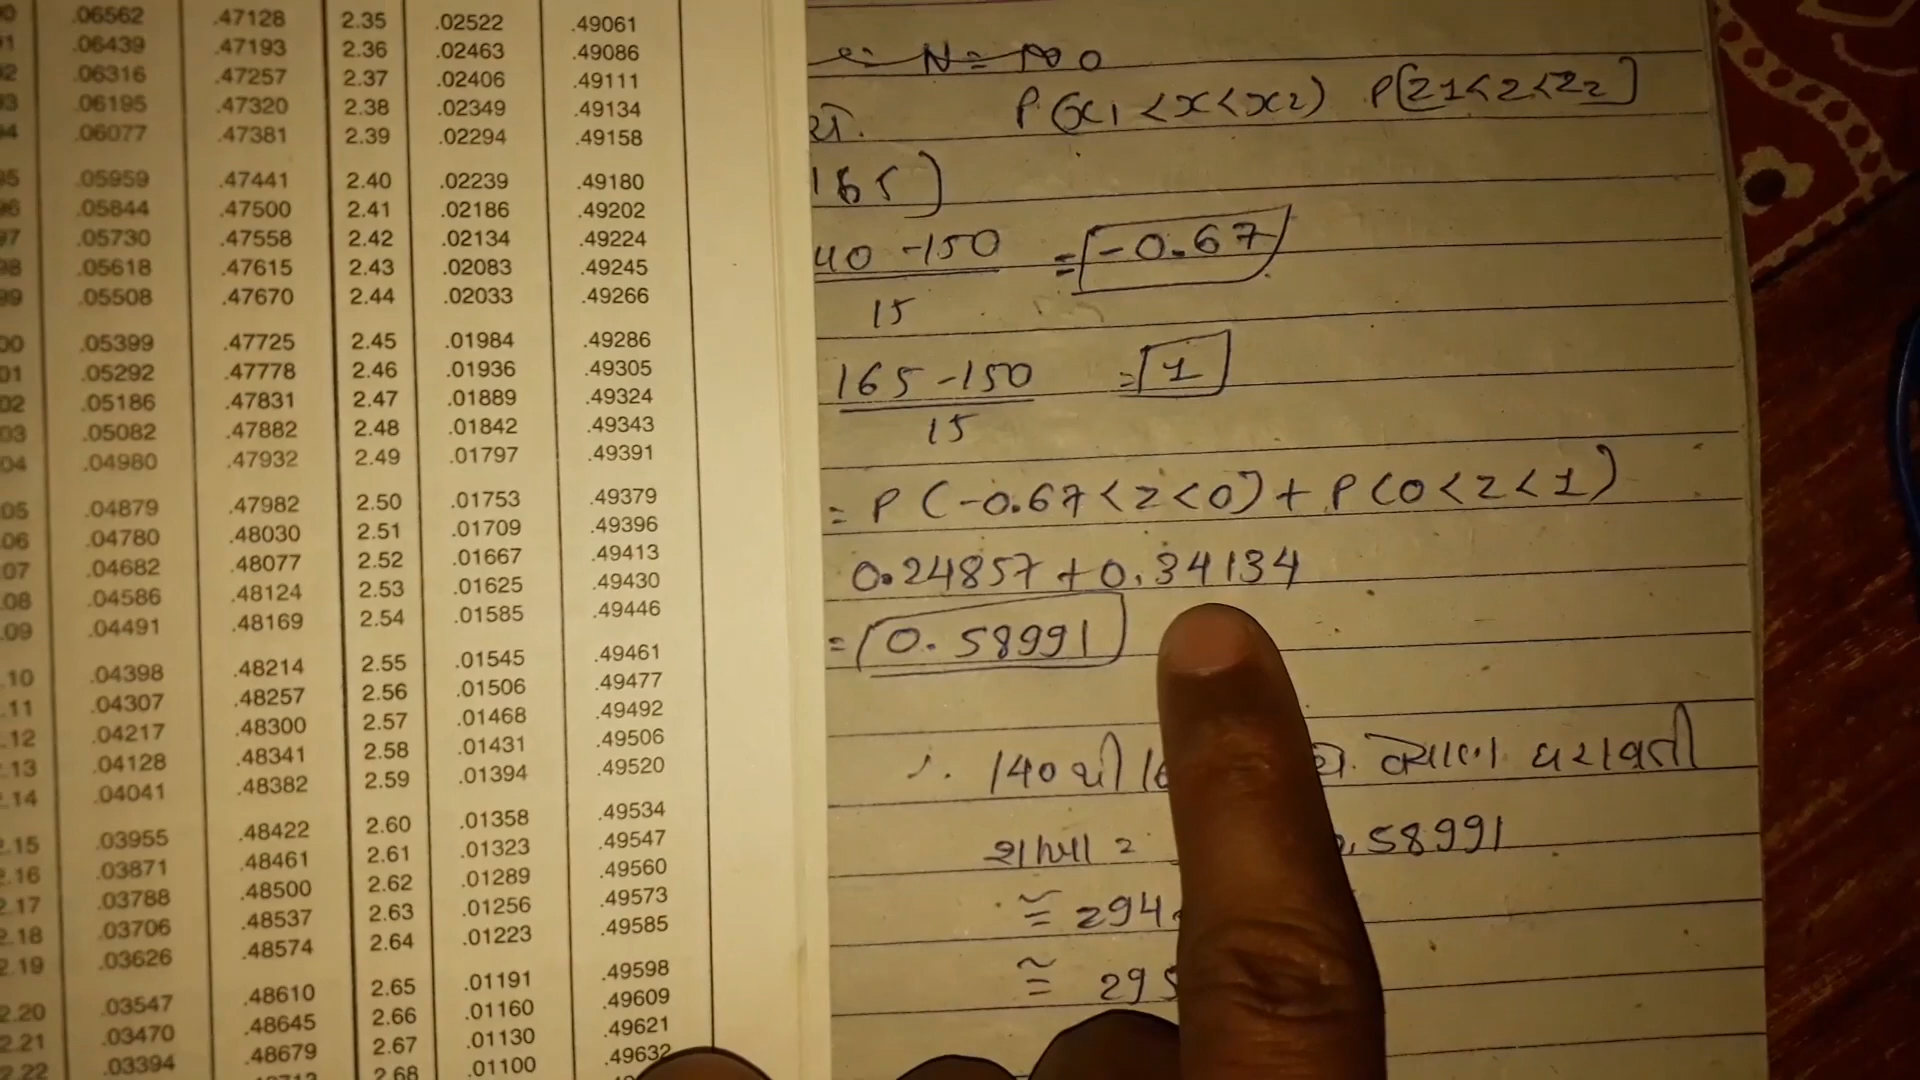 .06562 .47128 2.35 .02522 .49061
.06439 .47193 2.36 .02463 .49086
.06316 .47257 2.37 .02406 .49111
.06195 .47320 2.38 .02349 .49134
.06077 .47381 2.39 .02294 .49158
.05959 .47441 2.40 .02239 .49180
.05844 .47500 2.41 .02186 .49202
.05730 .47558 2.42 .02134 .49224
.05618 .47615 2.43 .02083 .49245
.05508 .47670 2.44 .02033 .49266
.05399 .47725 2.45 .01984 .49286
.05292 .47778 2.46 .01936 .49305
.05186 .47831 2.47 .01889 .49324
.05082 .47882 2.48 .01842 .49343
.04980 .47932 2.49 .01797 .49391
.04879 .47982 2.50 .01753 .49379
.04780 .48030 2.51 .01709 .49396
.04682 .48077 2.52 .01667 .49413
.04586 .48124 2.53 .01625 .49430
.04491 .48169 2.54 .01585 .49446
.10 .04398 .48214 2.55 .01545 .49461
.11 .04307 .48257 2.56 .01506 .49477
.12 .04217 .48300 2.57 .01468 .49492
.13 .04128 .48341 2.58 .01431 .49506
.14 .04041 .48382 2.59 .01394 .49520
2.15 .03955 .48422 2.60 .01358 .49534
2.16 .03871 .48461 2.61 .01323 .49547
2.17 .03788 .48500 2.62 .01289 .49560
2.18 .03706 .48537 2.63 .01256 .49573
2.19 .03626 .48574 2.64 .01223 .49585
2.20 .03547 .48610 2.65 .01191 .49598
2.21 .03470 .48645 2.66 .01160 .49609
2.22 .03394 .48679 2.67 .01130 .49621
2.68 .01100 .49632
N =
P(x1 <x<x2) P[z1<z<z2]
165]
40 -150 = -0.67
15
165-150 = 1
15
= P(-0.67<z<0) + P(0<z<1)
0.24857 + 0.34134
= 0.58991
∴ 140 થી
.58991
≅ 294
≅ 295